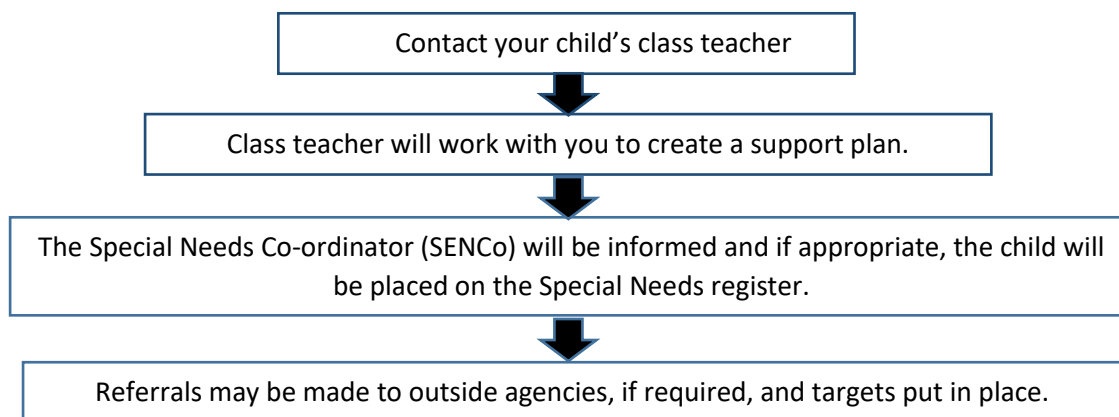 Contact your child’s class teacher
Class teacher will work with you to create a support plan.
The Special Needs Co-ordinator (SENCo) will be informed and if appropriate, the child will
be placed on the Special Needs register.
Referrals may be made to outside agencies, if required, and targets put in place.